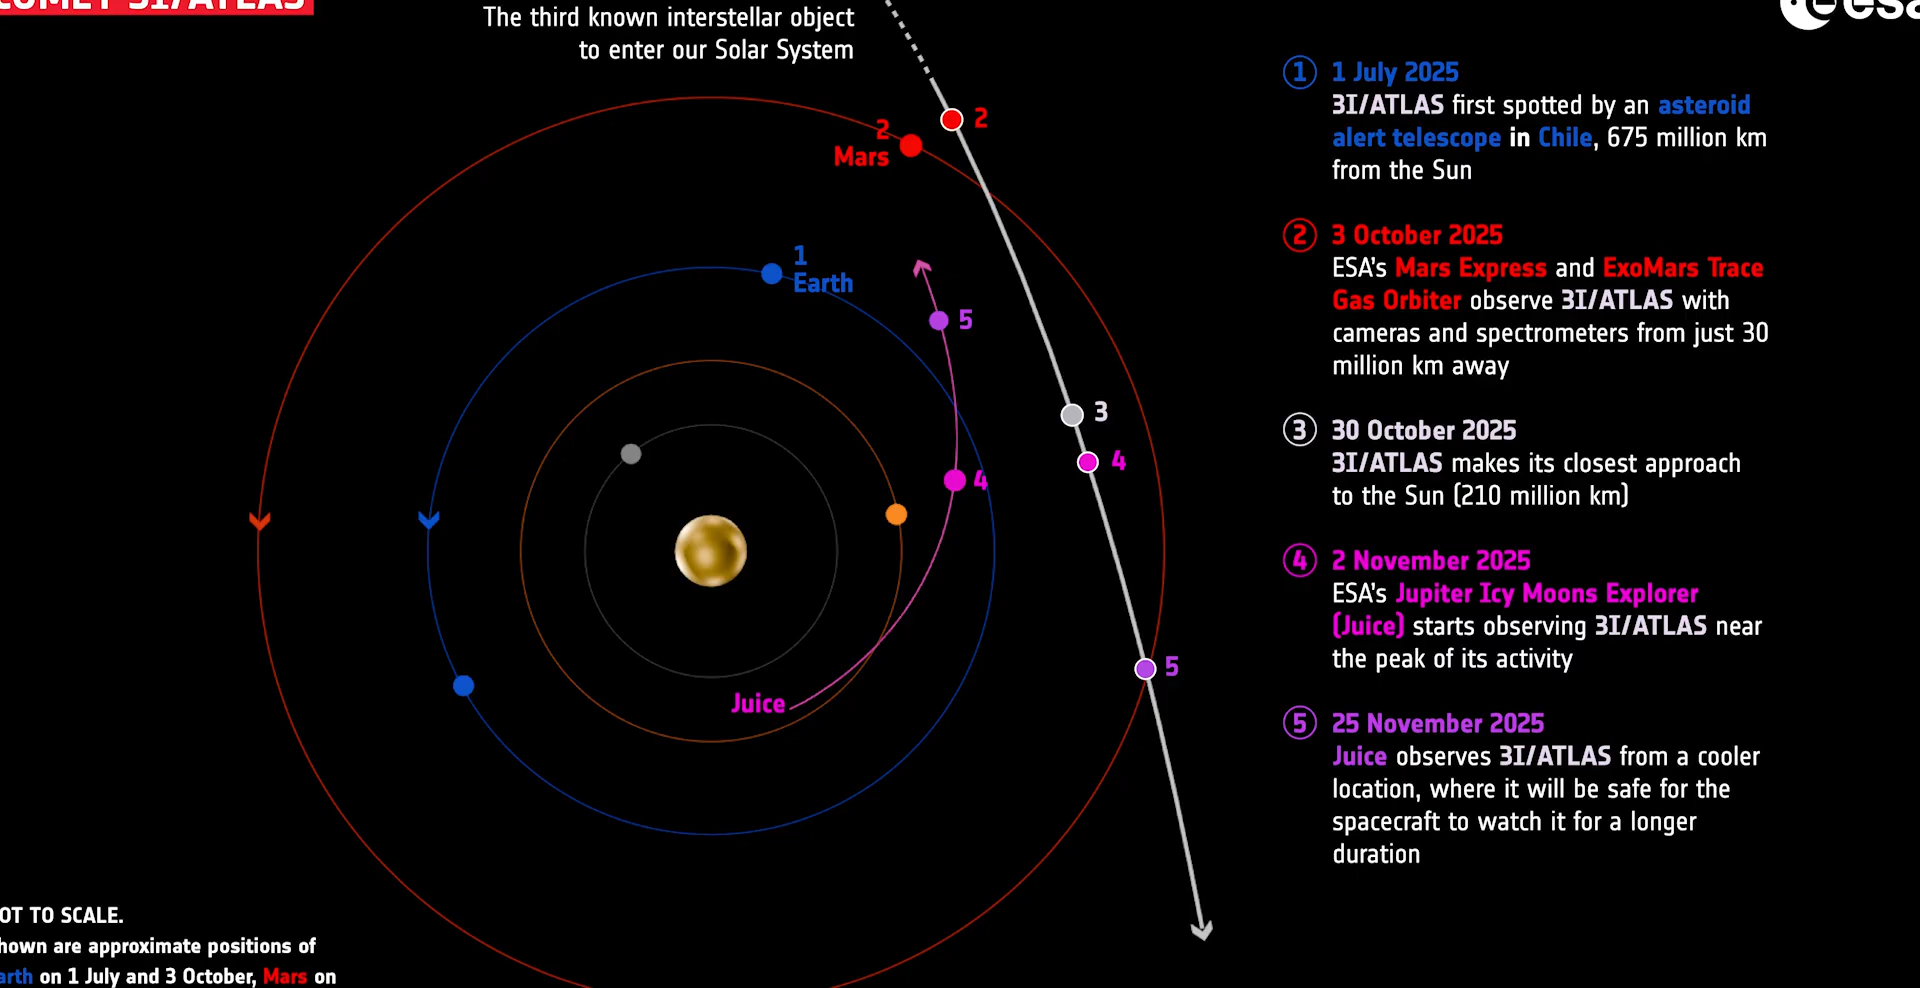 COMET 3I/ATLAS
The third known interstellar object
to enter our Solar System
esa
2
2
Mars
1
Earth
5
3
4
4
5
Juice
1 1 July 2025
3I/ATLAS first spotted by an asteroid
alert telescope in Chile, 675 million km
from the Sun
2 3 October 2025
ESA's Mars Express and ExoMars Trace
Gas Orbiter observe 3I/ATLAS with
cameras and spectrometers from just 30
million km away
3 30 October 2025
3I/ATLAS makes its closest approach
to the Sun (210 million km)
4 2 November 2025
ESA's Jupiter Icy Moons Explorer
(Juice) starts observing 3I/ATLAS near
the peak of its activity
5 25 November 2025
Juice observes 3I/ATLAS from a cooler
location, where it will be safe for the
spacecraft to watch it for a longer
duration
OT TO SCALE.
hown are approximate positions of
arth on 1 July and 3 October, Mars on